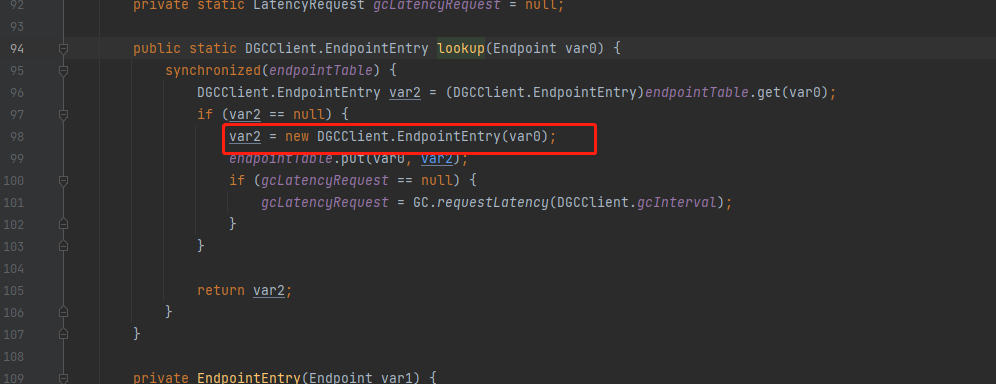 92 private static LatencyRequest gcLatencyRequest = null;
93
94 public static DGCClient.EndpointEntry lookup(Endpoint var0) {
95 synchronized(endpointTable) {
96 DGCClient.EndpointEntry var2 = (DGCClient.EndpointEntry)endpointTable.get(var0);
97 if (var2 == null) {
98 var2 = new DGCClient.EndpointEntry(var0);
99 endpointTable.put(var0, var2);
100 if (gcLatencyRequest == null) {
101 gcLatencyRequest = GC.requestLatency(DGCClient.gcInterval);
102 }
103 }
104
105 return var2;
106 }
107 }
108
109 private EndpointEntry(Endpoint var1) {